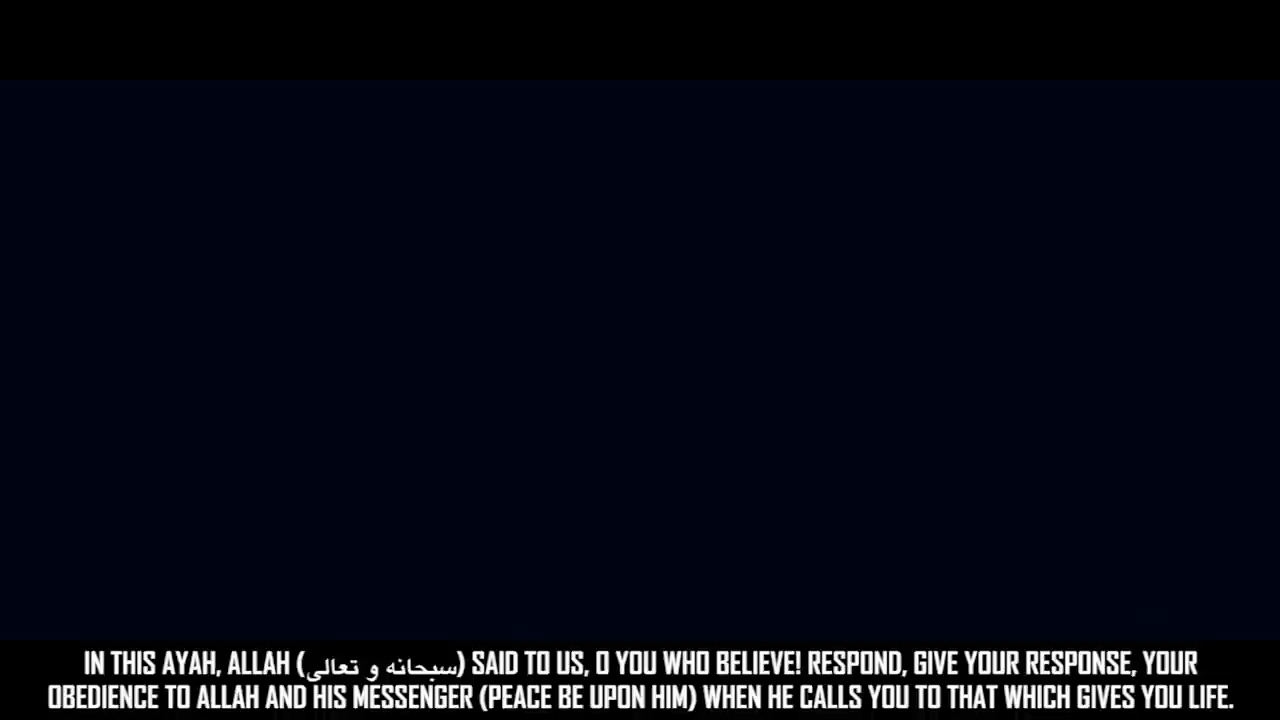 IN THIS AYAH, ALLAH (سبحانه و تعالى) SAID TO US, O YOU WHO BELIEVE! RESPOND, GIVE YOUR RESPONSE, YOUR
OBEDIENCE TO ALLAH AND HIS MESSENGER (PEACE BE UPON HIM) WHEN HE CALLS YOU TO THAT WHICH GIVES YOU LIFE.